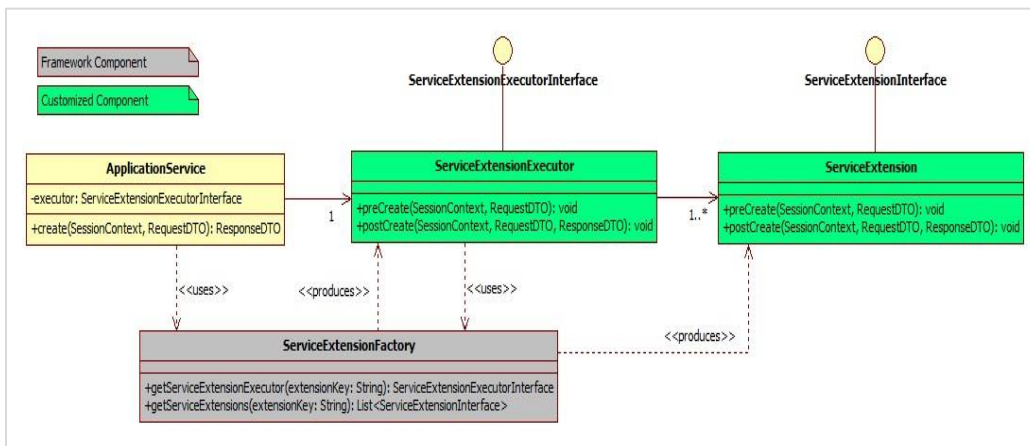 Framework Component
Customized Component
ServiceExtensionExecutorInterface
ServiceExtensionInterface
ApplicationService
-executor: ServiceExtensionExecutorInterface
+create(SessionContext, RequestDTO): ResponseDTO
1
ServiceExtensionExecutor
+preCreate(SessionContext, RequestDTO): void
+postCreate(SessionContext, RequestDTO, ResponseDTO): void
1..*
ServiceExtension
+preCreate(SessionContext, RequestDTO): void
+postCreate(SessionContext, RequestDTO, ResponseDTO): void
<<uses>>
<<produces>>
<<uses>>
<<produces>>
ServiceExtensionFactory
+getServiceExtensionExecutor(extensionKey: String): ServiceExtensionExecutorInterface
+getServiceExtensions(extensionKey: String): List<ServiceExtensionInterface>